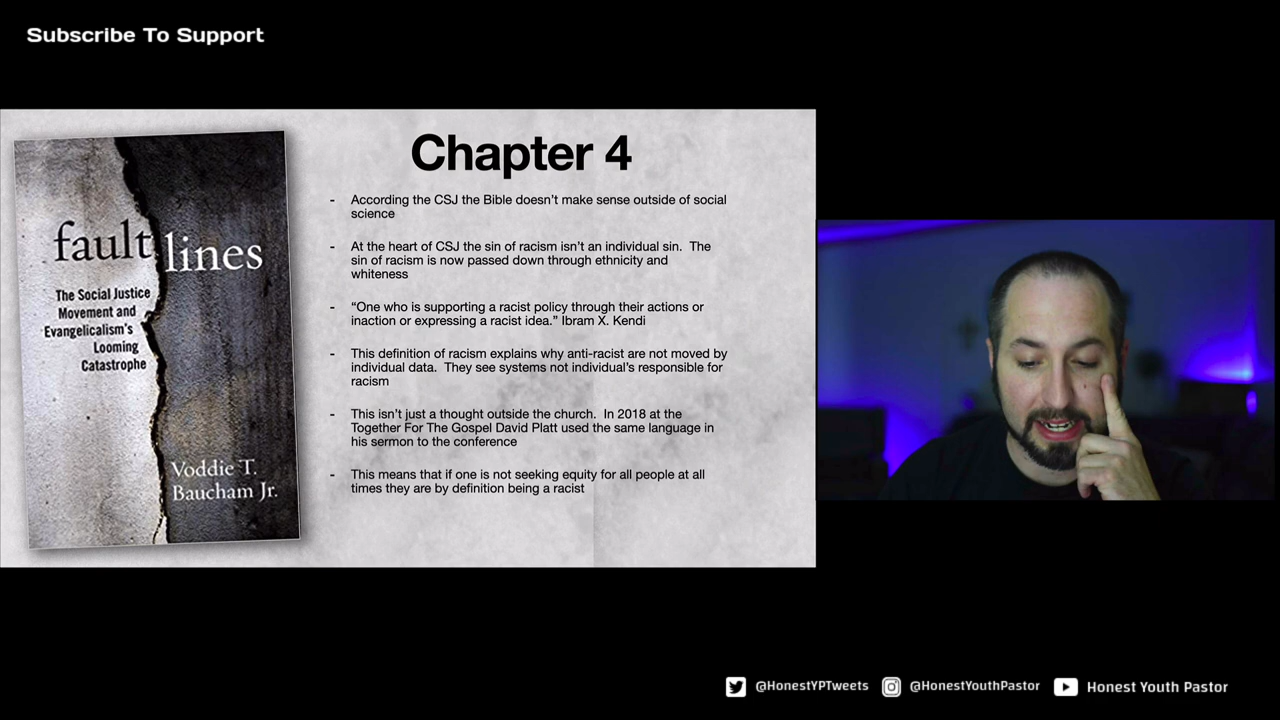 Subscribe To Support
fault lines
The Social Justice
Movement and
Evangelicalism's
Looming
Catastrophe
Voddie T.
Baucham Jr.
Chapter 4
- According the CSJ the Bible doesn't make sense outside of social
science
- At the heart of CSJ the sin of racism isn't an individual sin. The
sin of racism is now passed down through ethnicity and
whiteness
- “One who is supporting a racist policy through their actions or
inaction or expressing a racist idea.” Ibram X. Kendi
- This definition of racism explains why anti-racist are not moved by
individual data. They see systems not individual's responsible for
racism
- This isn't just a thought outside the church. In 2018 at the
Together For The Gospel David Platt used the same language in
his sermon to the conference
- This means that if one is not seeking equity for all people at all
times they are by definition being a racist
@HonestYPTweets @HonestYouthPastor Honest Youth Pastor